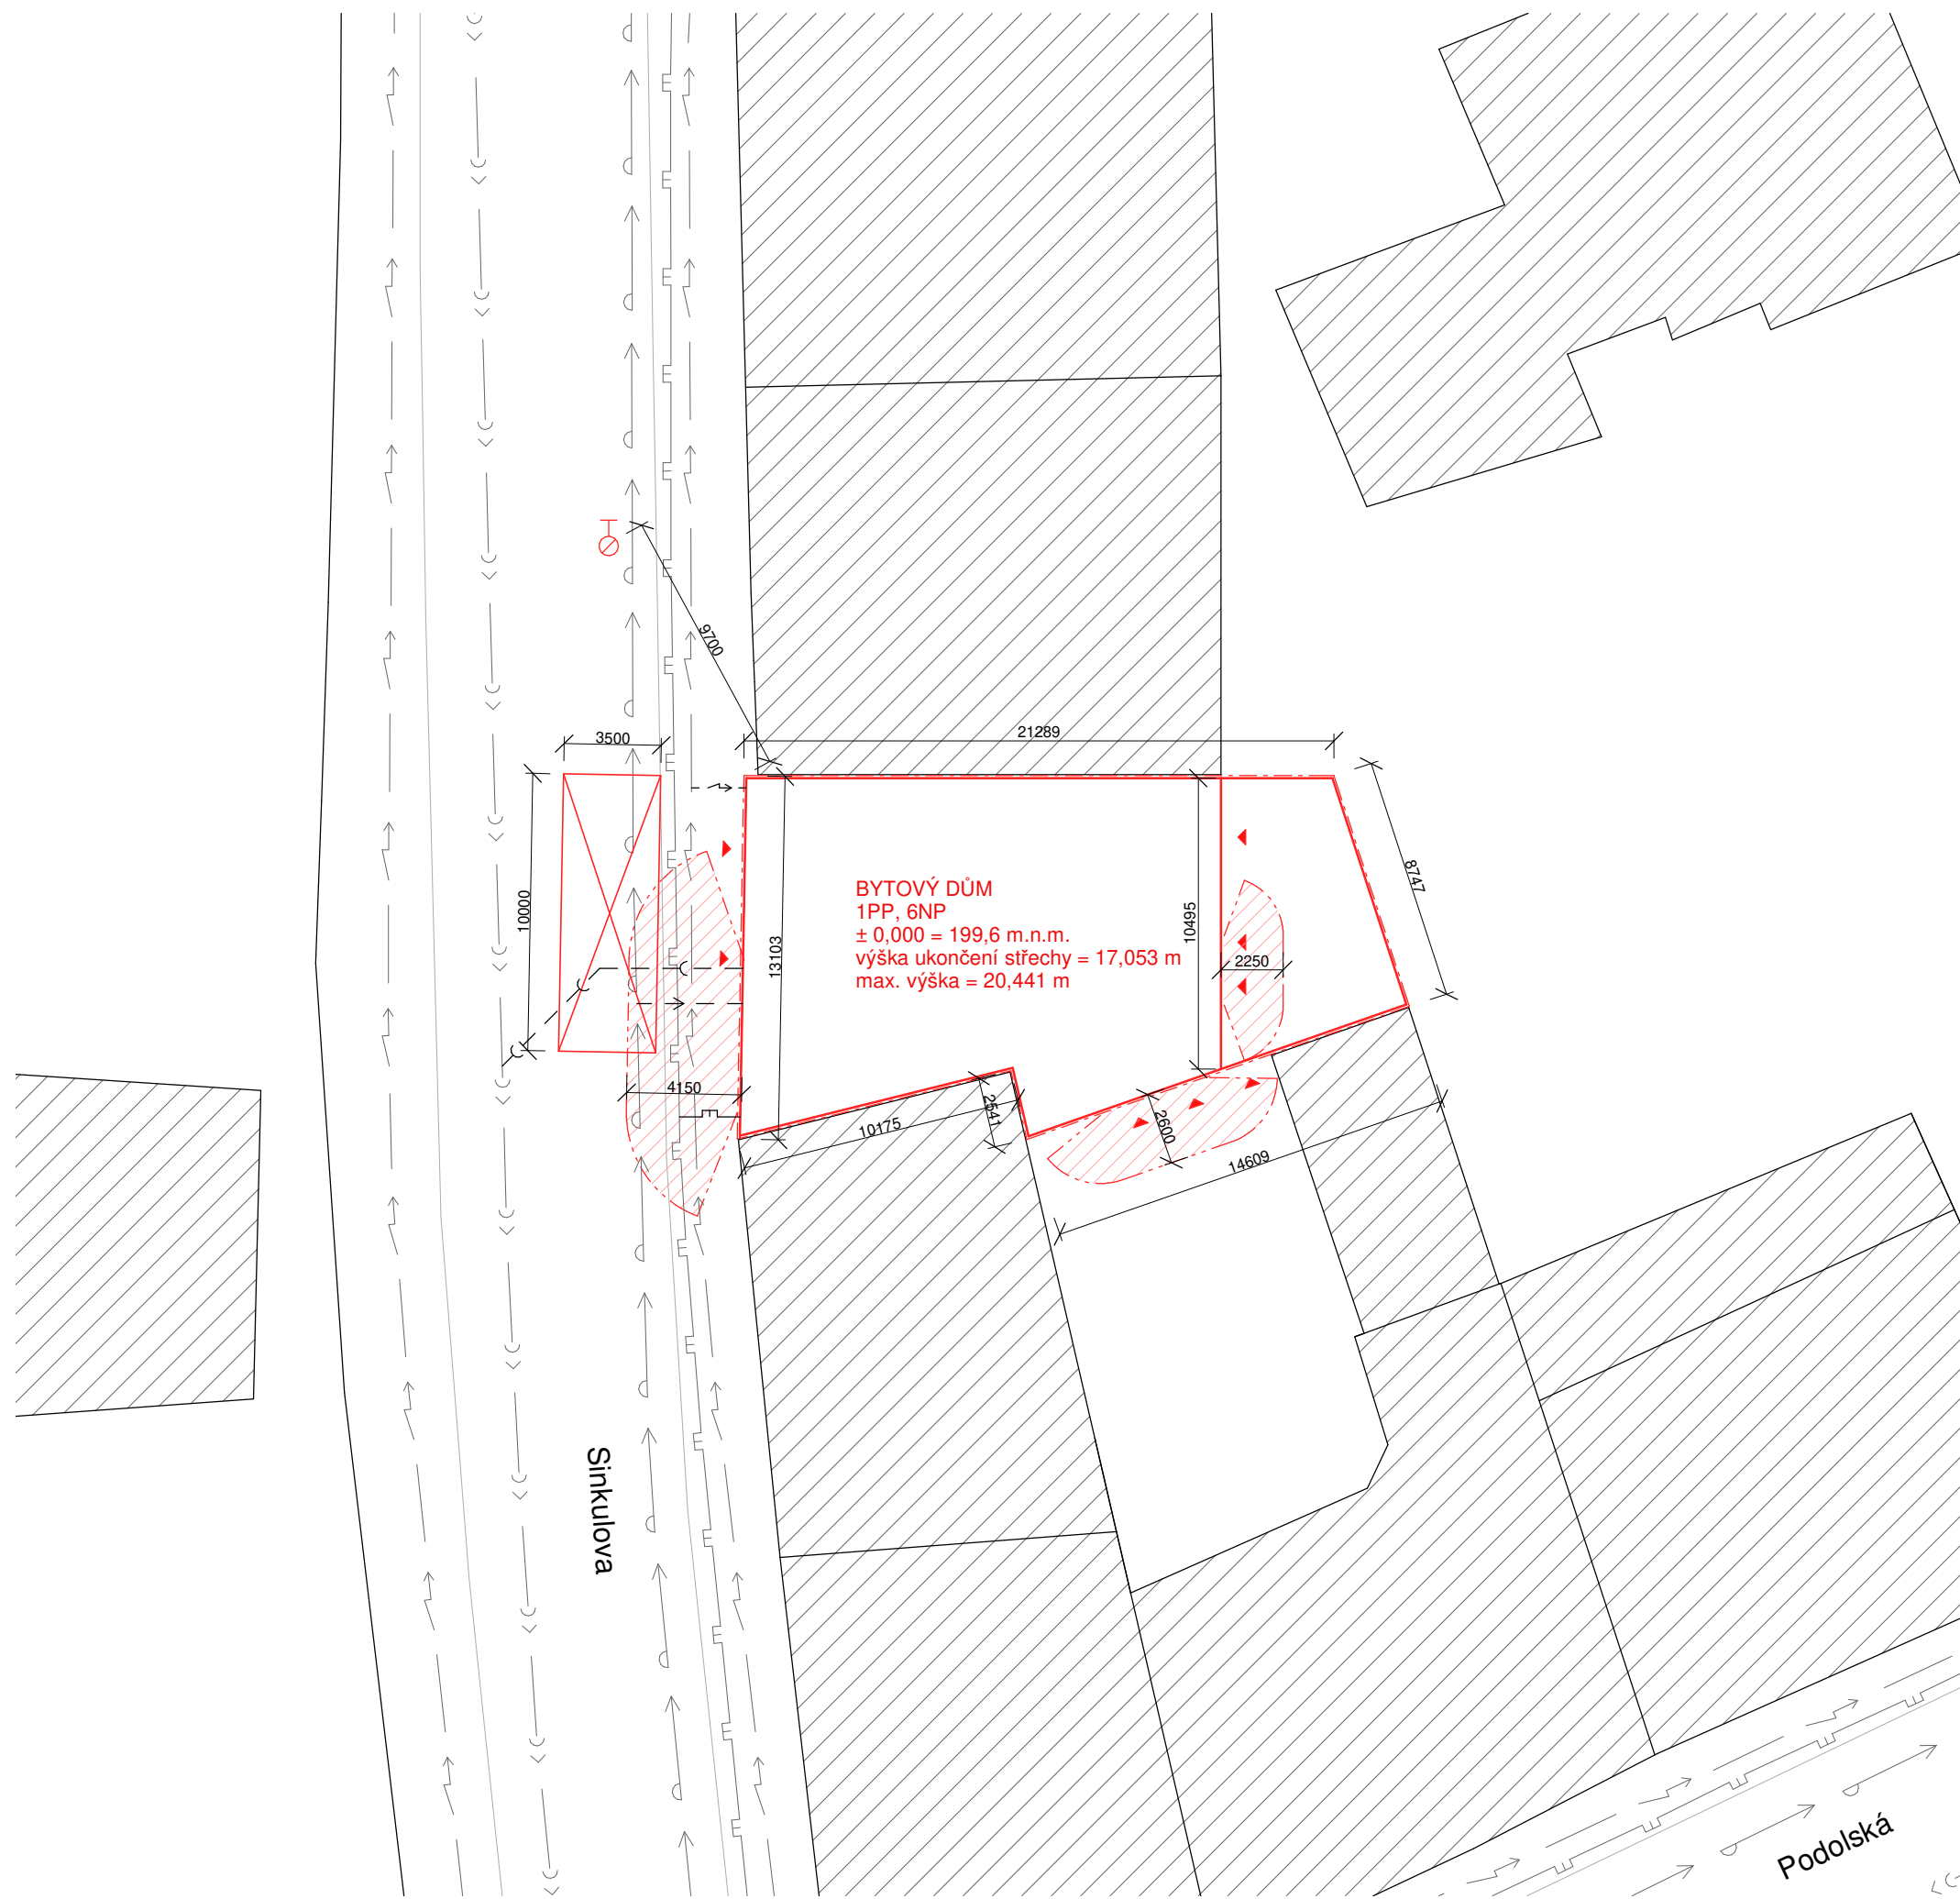 9700
21289
3500
10000
8747
13103
10495
BYTOVÝ DŮM
1PP, 6NP
± 0,000 = 199,6 m.n.m.
výška ukončení střechy = 17,053 m
max. výška = 20,441 m
2250
4150
2541
10175
2600
14609
Sinkulova
Podolská